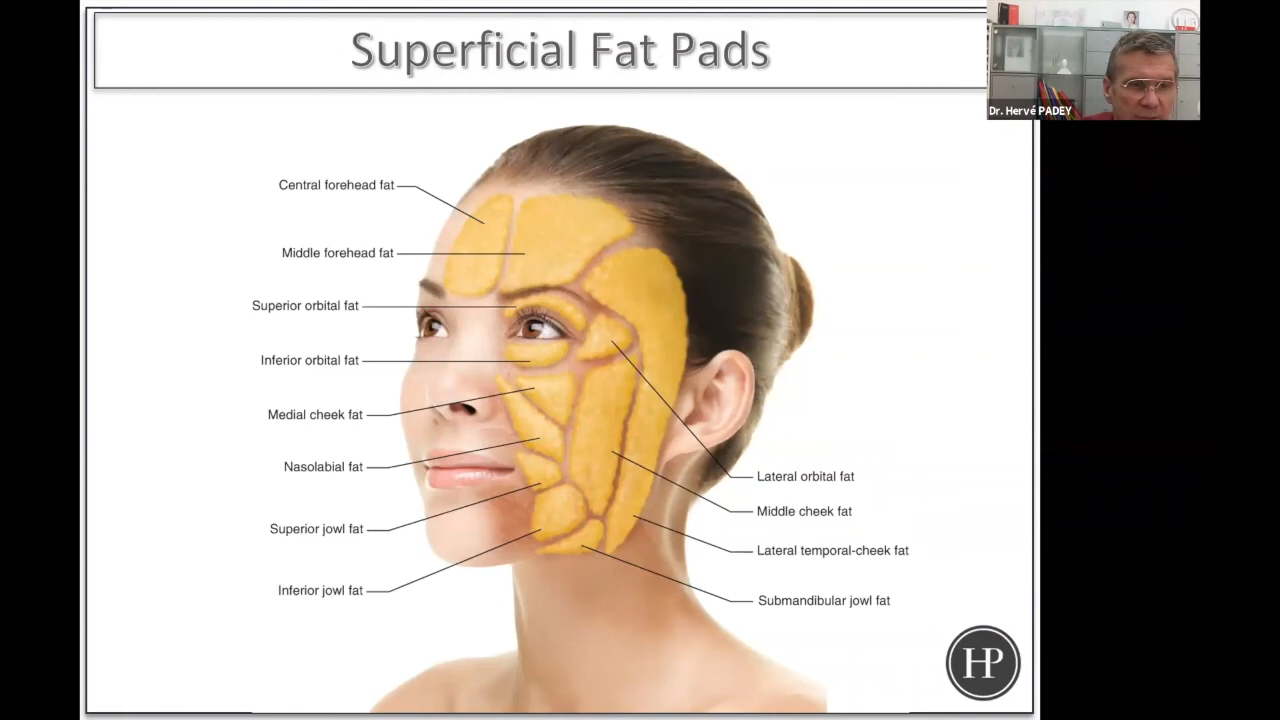 Superficial Fat Pads
Dr. Hervé PADEY
Central forehead fat
Middle forehead fat
Superior orbital fat
Inferior orbital fat
Medial cheek fat
Nasolabial fat
Superior jowl fat
Inferior jowl fat
Lateral orbital fat
Middle cheek fat
Lateral temporal-cheek fat
Submandibular jowl fat
HP